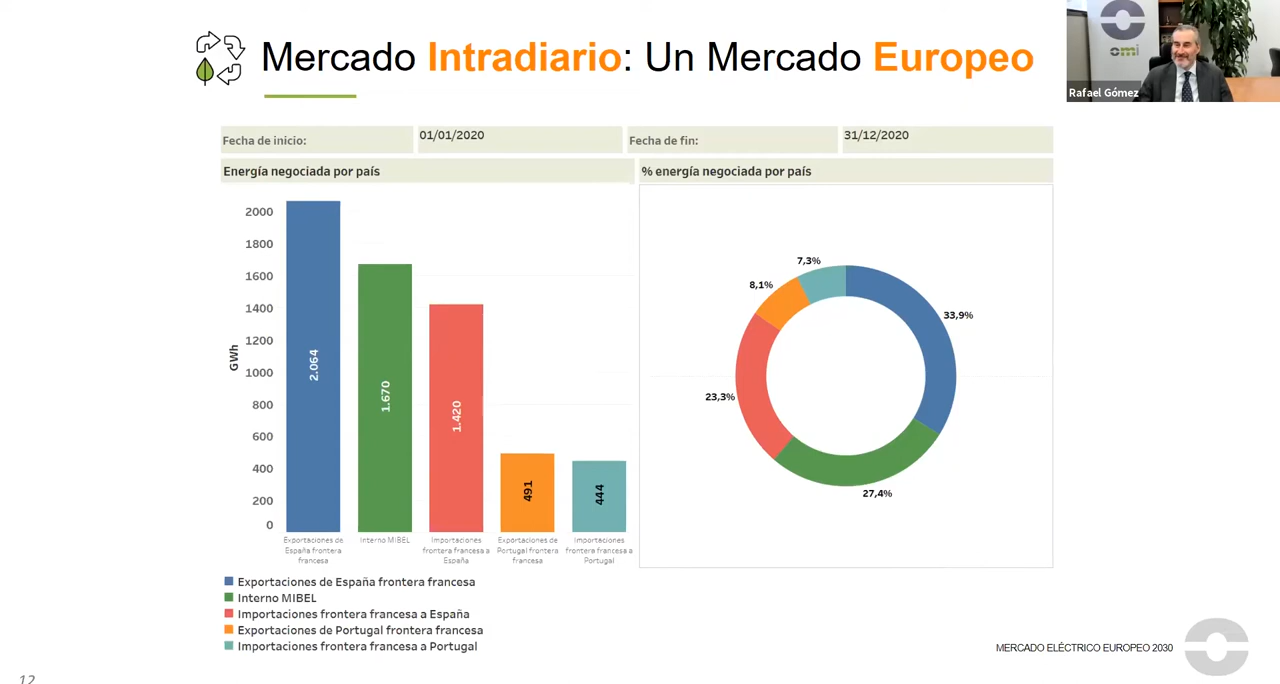 Mercado Intradiario: Un Mercado Europeo
omi
Rafael Gómez
Fecha de inicio:
01/01/2020
Fecha de fin:
31/12/2020
Energía negociada por país
% energía negociada por país
2000
1800
1600
1400
1200
1000
800
600
400
200
0
GWh
2.064
1.670
1.420
491
444
Exportaciones de
España frontera
francesa
Interno MIBEL
Importaciones
frontera francesa a
España
Exportaciones de
Portugal frontera
francesa
Importaciones
frontera francesa a
Portugal
7,3%
8,1%
33,9%
23,3%
27,4%
Exportaciones de España frontera francesa
Interno MIBEL
Importaciones frontera francesa a España
Exportaciones de Portugal frontera francesa
Importaciones frontera francesa a Portugal
MERCADO ELÉCTRICO EUROPEO 2030
12